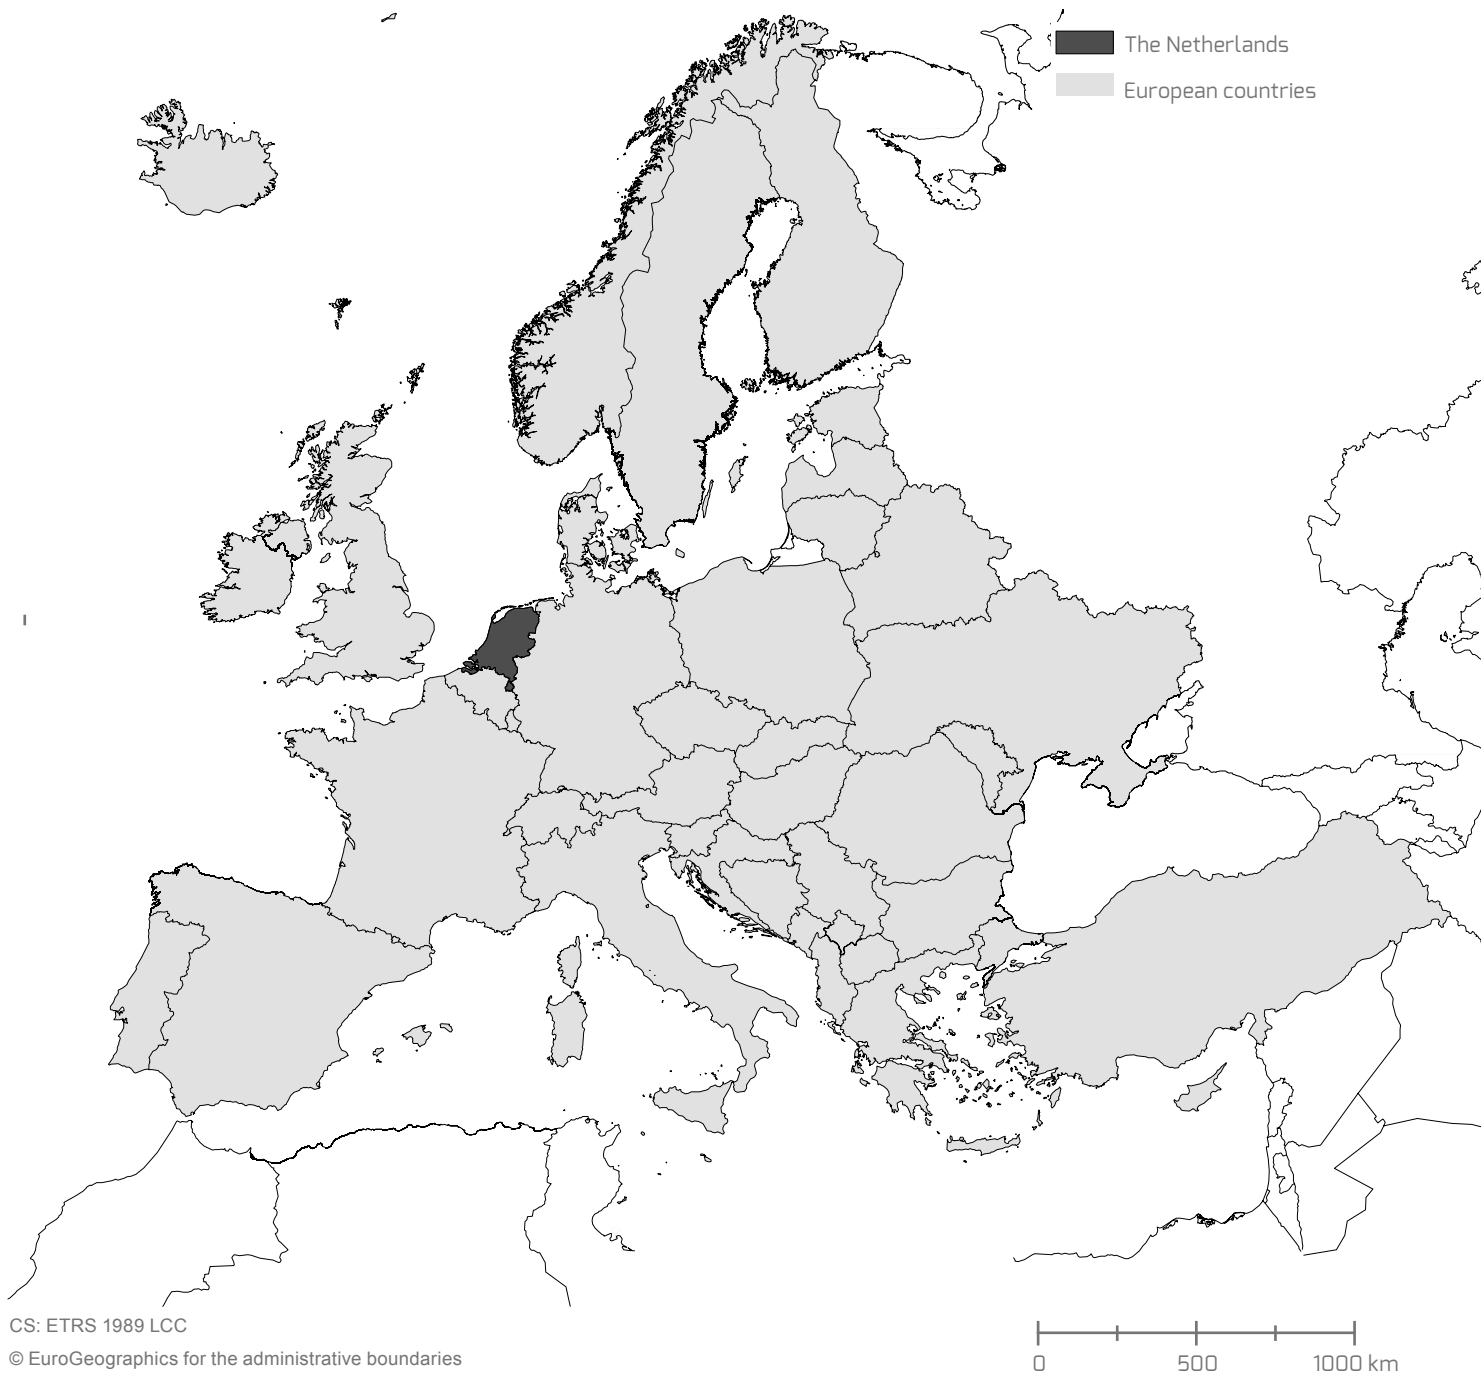 The Netherlands
European countries
CS: ETRS 1989 LCC
© EuroGeographics for the administrative boundaries
0 500 1000 km